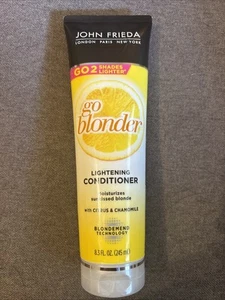 JOHN FRIEDA
LONDON PARIS NEW YORK
GO 2 SHADES
LIGHTER*
go
blonder
LIGHTENING
CONDITIONER
moisturizes
sun-kissed blonde
WITH CITRUS & CHAMOMILE
BLONDEMEND
TECHNOLOGY
8.3 FL. OZ. (245 mL)